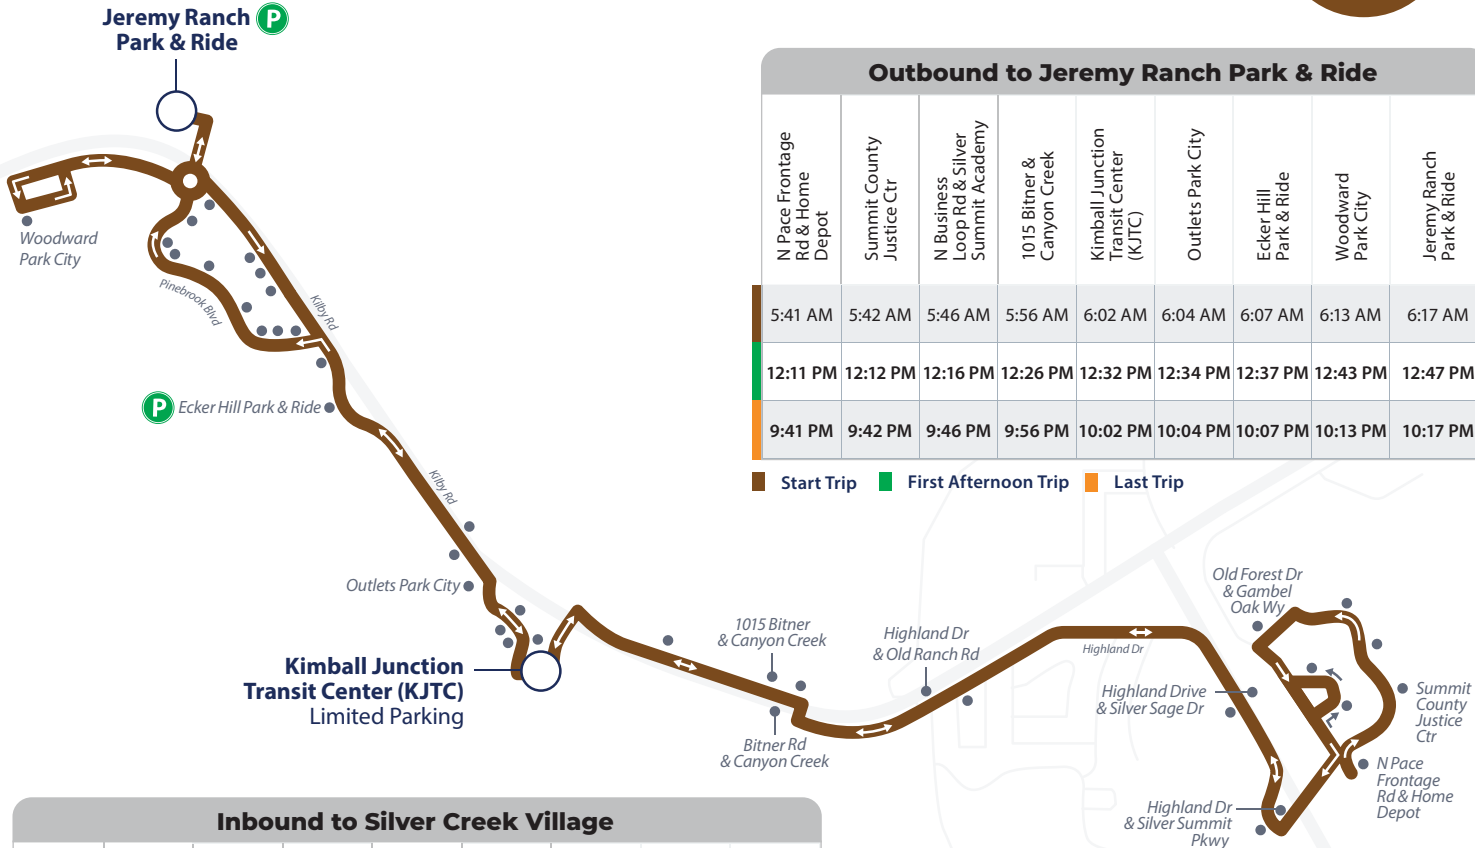 Jeremy Ranch P
Park & Ride
Outbound to Jeremy Ranch Park & Ride
N Pace Frontage
Rd & Home
Depot
Summit County
Justice Ctr
N Business
Loop Rd & Silver
Summit Academy
1015 Bitner &
Canyon Creek
Kimball Junction
Transit Center
(KJTC)
Outlets Park City
Ecker Hill
Park & Ride
Woodward
Park City
Jeremy Ranch
Park & Ride
5:41 AM 5:42 AM 5:46 AM 5:56 AM 6:02 AM 6:04 AM 6:07 AM 6:13 AM 6:17 AM
12:11 PM 12:12 PM 12:16 PM 12:26 PM 12:32 PM 12:34 PM 12:37 PM 12:43 PM 12:47 PM
9:41 PM 9:42 PM 9:46 PM 9:56 PM 10:02 PM 10:04 PM 10:07 PM 10:13 PM 10:17 PM
Start Trip First Afternoon Trip Last Trip
Woodward
Park City
Pinebrook Blvd
Kilby Rd
P Ecker Hill Park & Ride
Kilby Rd
Outlets Park City
Kimball Junction
Transit Center (KJTC)
Limited Parking
1015 Bitner
& Canyon Creek
Bitner Rd
& Canyon Creek
Highland Dr
& Old Ranch Rd
Highland Dr
Old Forest Dr
& Gambel
Oak Wy
Highland Drive
& Silver Sage Dr
Summit
County
Justice
Ctr
N Pace
Frontage
Rd & Home
Depot
Highland Dr
& Silver Summit
Pkwy
Inbound to Silver Creek Village